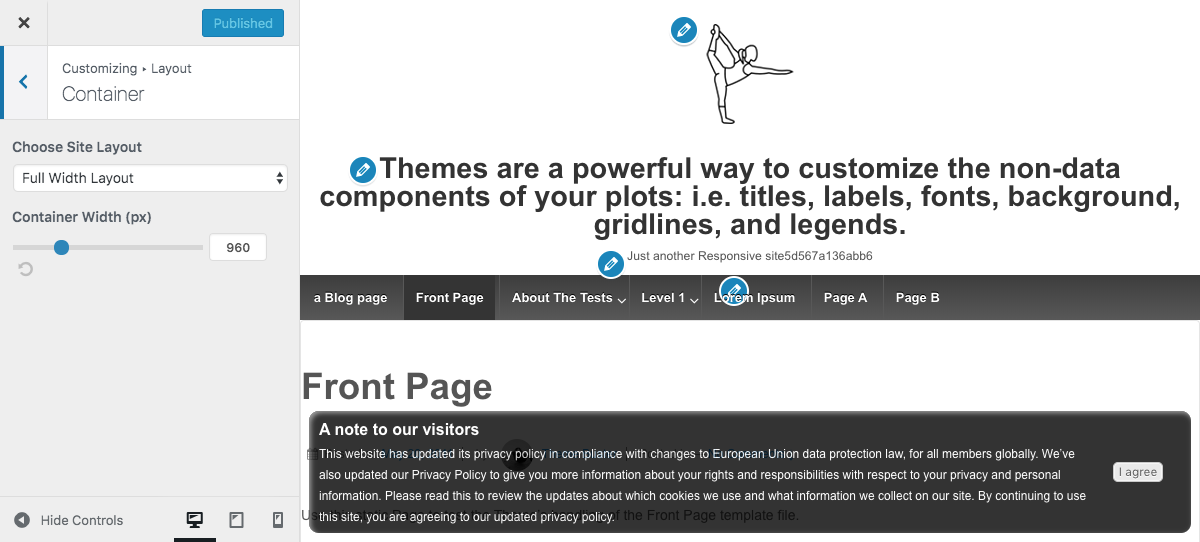 Published
Customizing ▸ Layout
Container
Choose Site Layout
Full Width Layout
Container Width (px)
960
Hide Controls
Themes are a powerful way to customize the non-data
components of your plots: i.e. titles, labels, fonts, background,
gridlines, and legends.
Just another Responsive site5d567a136abb6
a Blog page Front Page About The Tests Level 1 Lorem Ipsum Page A Page B
Front Page
A note to our visitors
This website has updated its privacy policy in compliance with changes to European Union data protection law, for all members globally. We've
also updated our Privacy Policy to give you more information about your rights and responsibilities with respect to your privacy and personal
information. Please read this to review the updates about which cookies we use and what information we collect on our site. By continuing to use
this site, you are agreeing to our updated privacy policy.
I agree
of the Front Page template file.